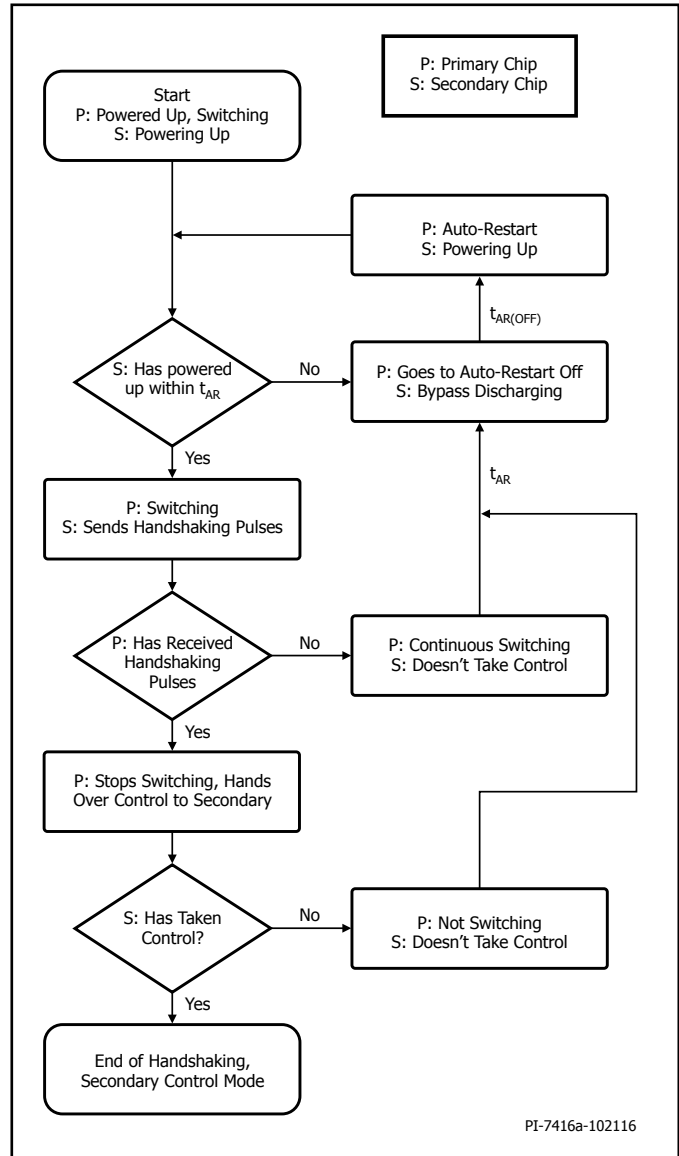 P: Primary Chip
S: Secondary Chip
Start
P: Powered Up, Switching
S: Powering Up
P: Auto-Restart
S: Powering Up
tAR(OFF)
S: Has powered
up within tAR
No
P: Goes to Auto-Restart Off
S: Bypass Discharging
Yes
tAR
P: Switching
S: Sends Handshaking Pulses
P: Has Received
Handshaking
Pulses
No
P: Continuous Switching
S: Doesn't Take Control
Yes
P: Stops Switching, Hands
Over Control to Secondary
S: Has Taken
Control?
No
P: Not Switching
S: Doesn't Take Control
Yes
End of Handshaking,
Secondary Control Mode
PI-7416a-102116